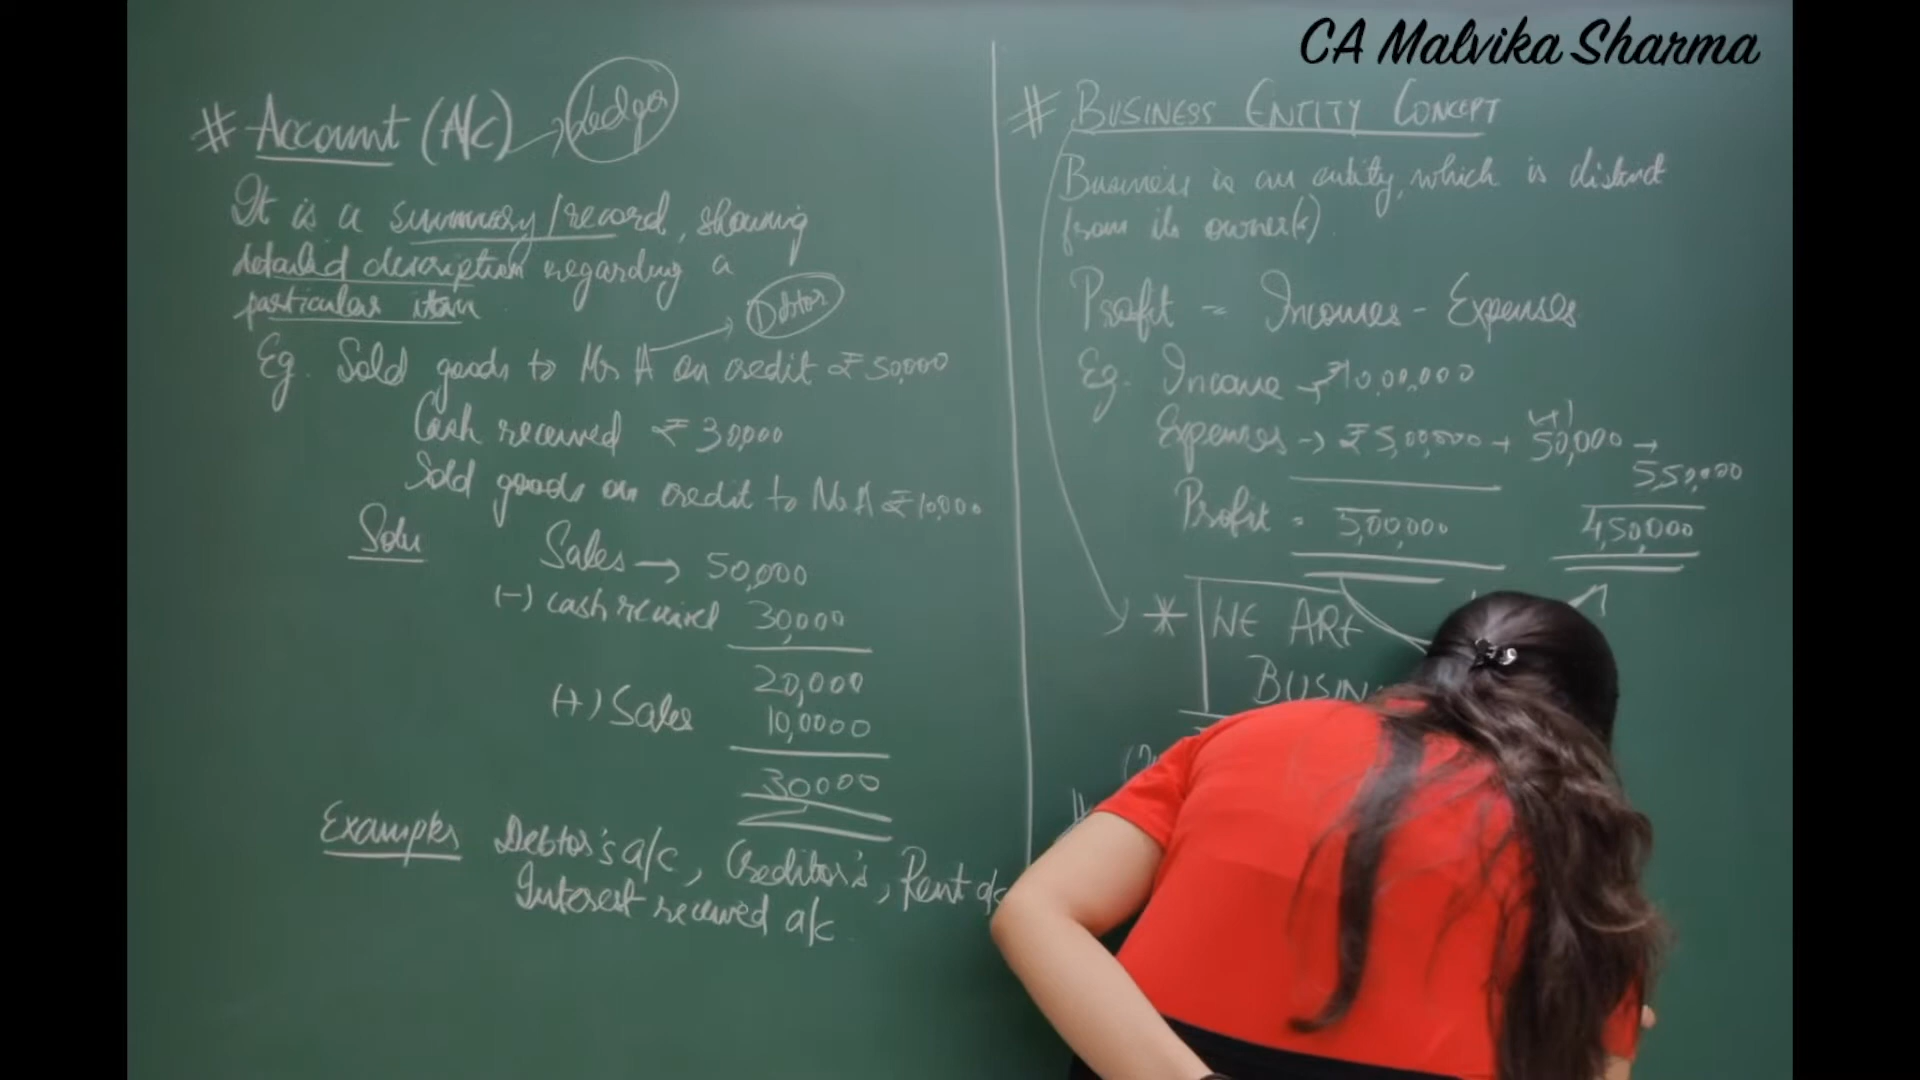 CA Malvika Sharma
# Account (A/c) → Ledger
It is a summary/record, showing
detailed description regarding a
particular item.
Debtor
Eg. Sold goods to Mr A on credit ₹ 50,000
Cash received ₹ 30,000
Sold goods on credit to Mr A ₹ 10,000
Solu
Sales → 50,000
(-) cash received 30,000
20,000
(+) Sales 10,0000
30000
Examples Debtor's a/c, Creditor's, Rent a/c
Interest received a/c
# BUSINESS ENTITY CONCEPT
Business is an entity, which is distinct
from its owner(s).
Profit = Incomes - Expenses
Eg. Income → ₹10,00,000
(+)
Expenses → ₹ 5,00,000 + 50,000 →
550,000
Profit = 5,00,000 4,50,000
* WE ARE
BUSIN